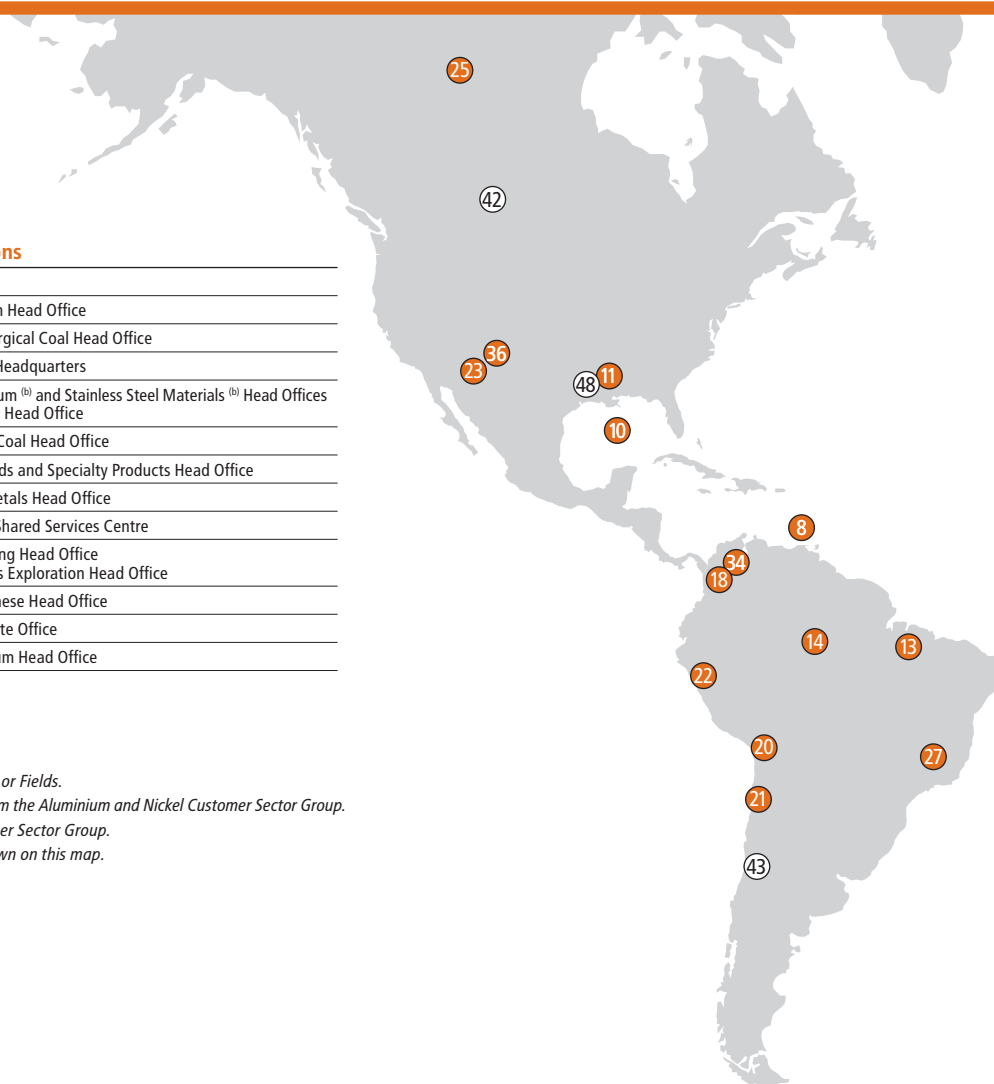 25
42
ons
n Head Office
rgical Coal Head Office
Headquarters
um (b) and Stainless Steel Materials (b) Head Offices
Head Office
Coal Head Office
ds and Specialty Products Head Office
etals Head Office
Shared Services Centre
ng Head Office
s Exploration Head Office
nese Head Office
te Office
um Head Office
or Fields.
m the Aluminium and Nickel Customer Sector Group.
er Sector Group.
wn on this map.
36
23
48
11
10
8
34
18
14
13
22
20
27
21
43